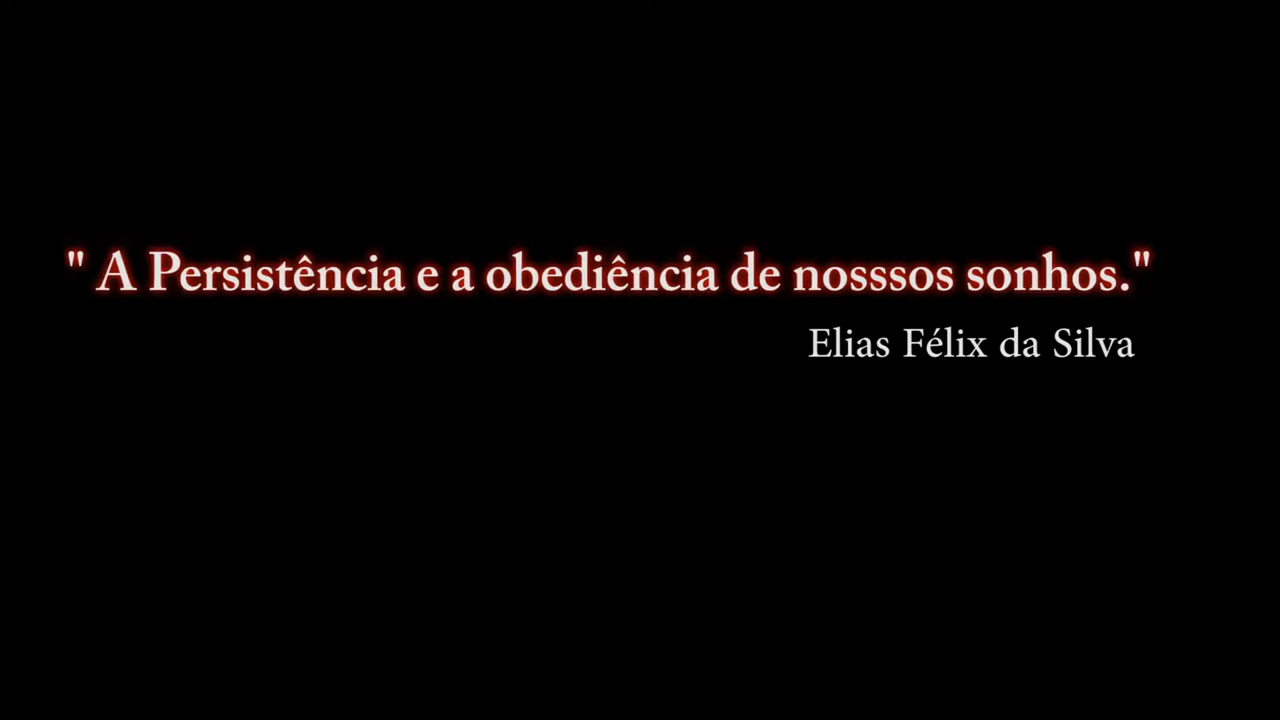 " A Persistência e a obediência de nosssos sonhos."
Elias Félix da Silva